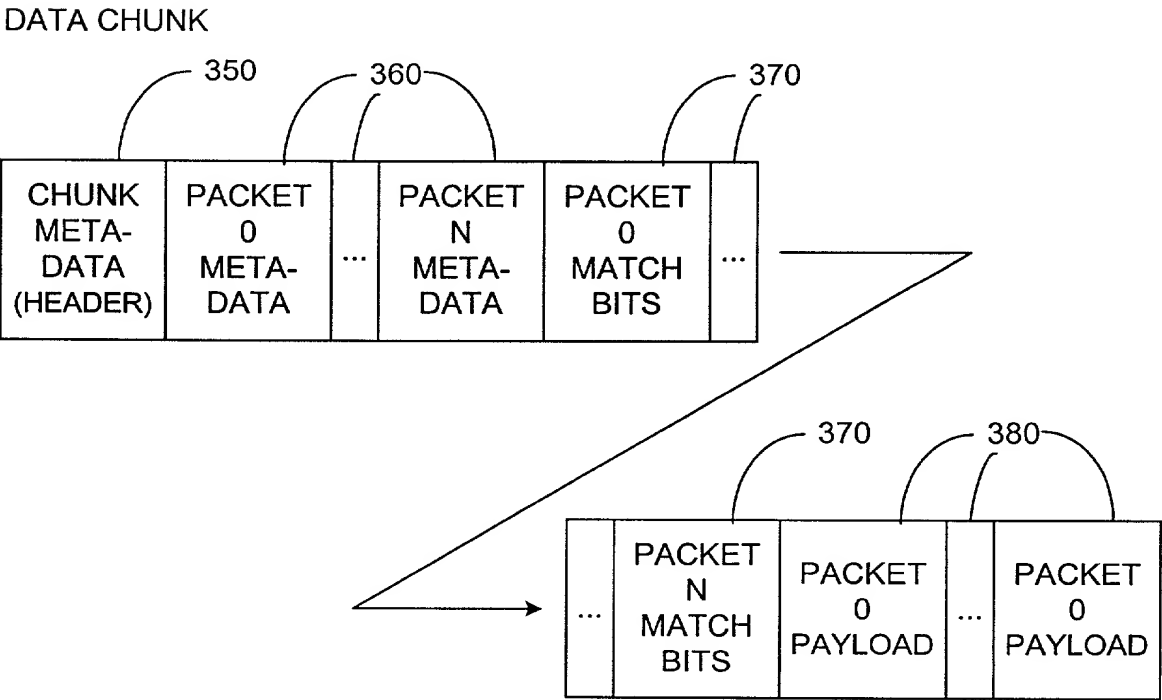 DATA CHUNK
350
360
370
CHUNK
META-
DATA
(HEADER)
PACKET
0
META-
DATA
...
PACKET
N
META-
DATA
PACKET
0
MATCH
BITS
...
370
380
...
PACKET
N
MATCH
BITS
PACKET
0
PAYLOAD
...
PACKET
0
PAYLOAD